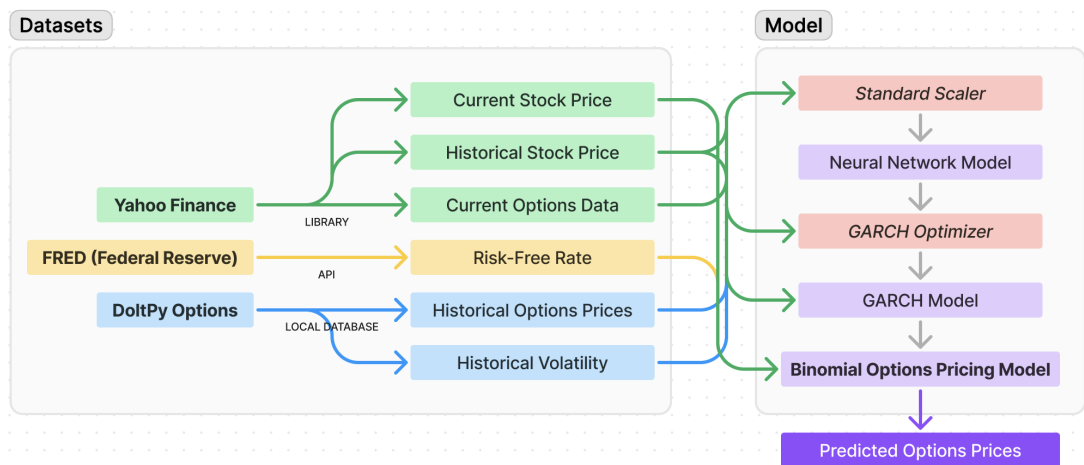 Datasets
Model
Current Stock Price
Historical Stock Price
Yahoo Finance
LIBRARY
Current Options Data
FRED (Federal Reserve)
API
Risk-Free Rate
DoltPy Options
LOCAL DATABASE
Historical Options Prices
Historical Volatility
Standard Scaler
Neural Network Model
GARCH Optimizer
GARCH Model
Binomial Options Pricing Model
Predicted Options Prices